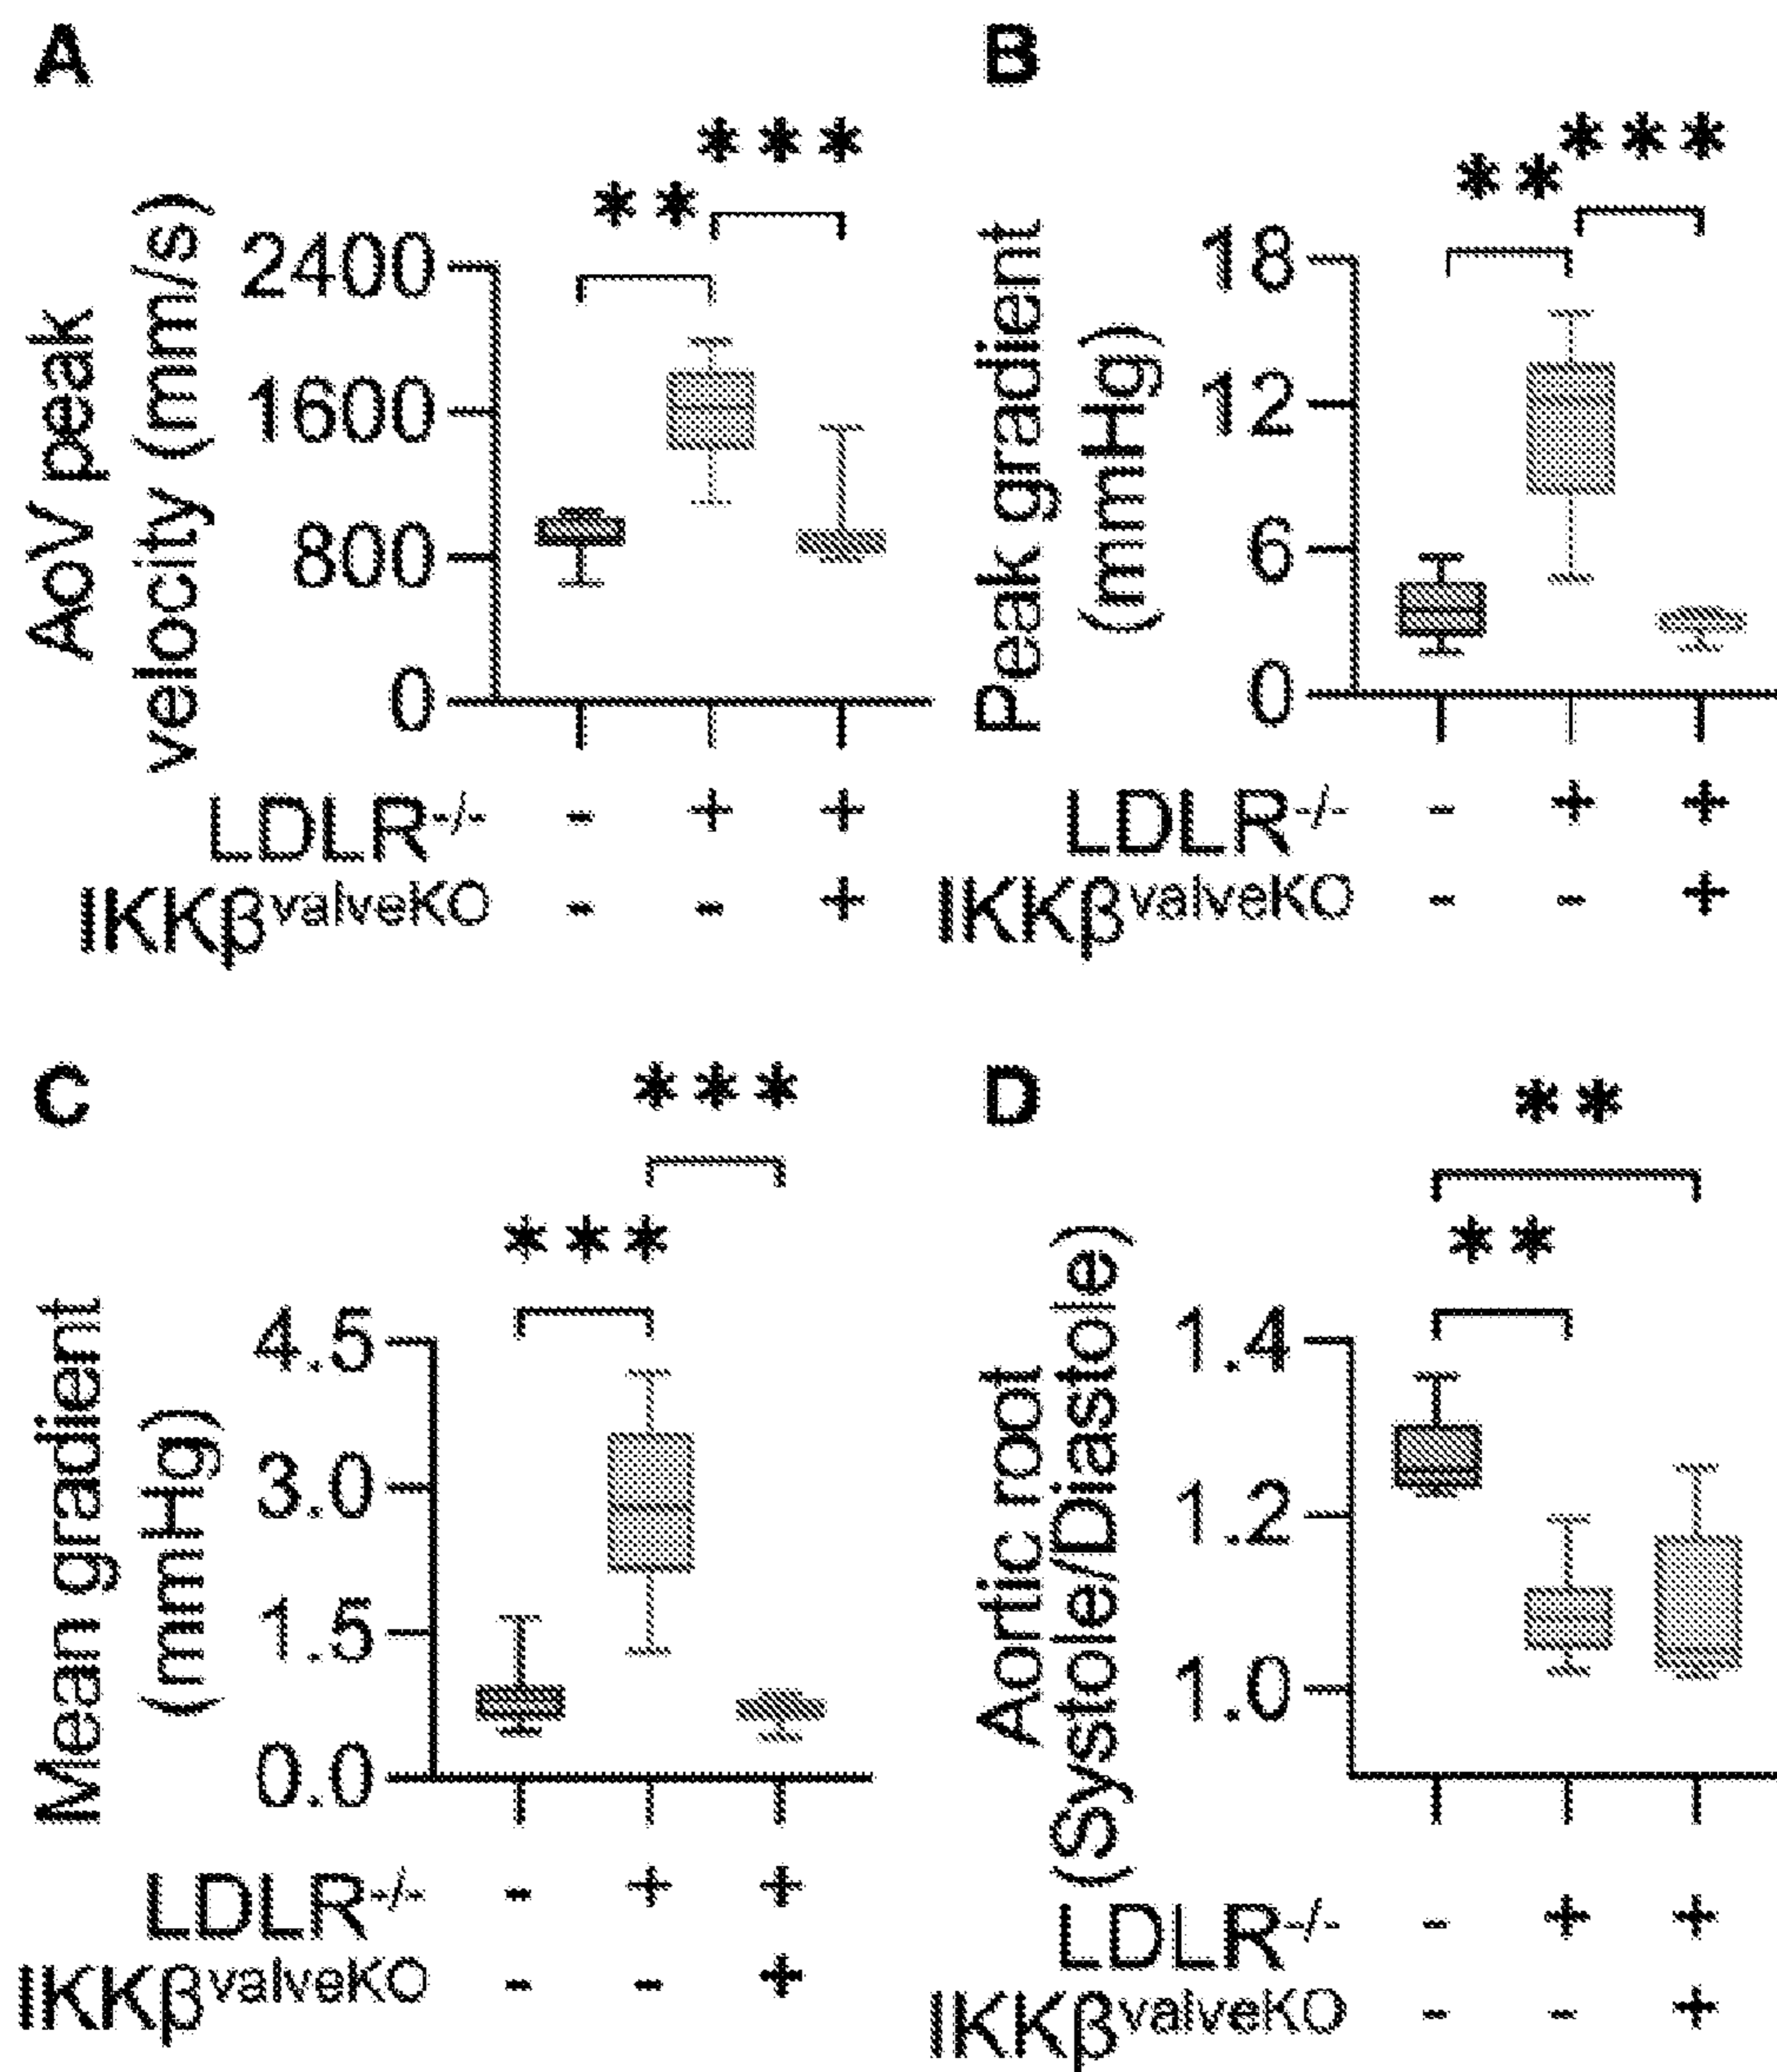 A
***
**
AoV peak
velocity (mm/s)
2400
1600
800
0
LDLR-/- - + +
IKKβvalveKO - - +
B
***
**
Peak gradient
(mmHg)
18
12
6
0
LDLR-/- - + +
IKKβvalveKO - - +
C
***
***
Mean gradient
(mmHg)
4.5
3.0
1.5
0.0
LDLR-/- - + +
IKKβvalveKO - - +
D
**
**
Aortic root
(Systole/Diastole)
1.4
1.2
1.0
LDLR-/- - + +
IKKβvalveKO - - +